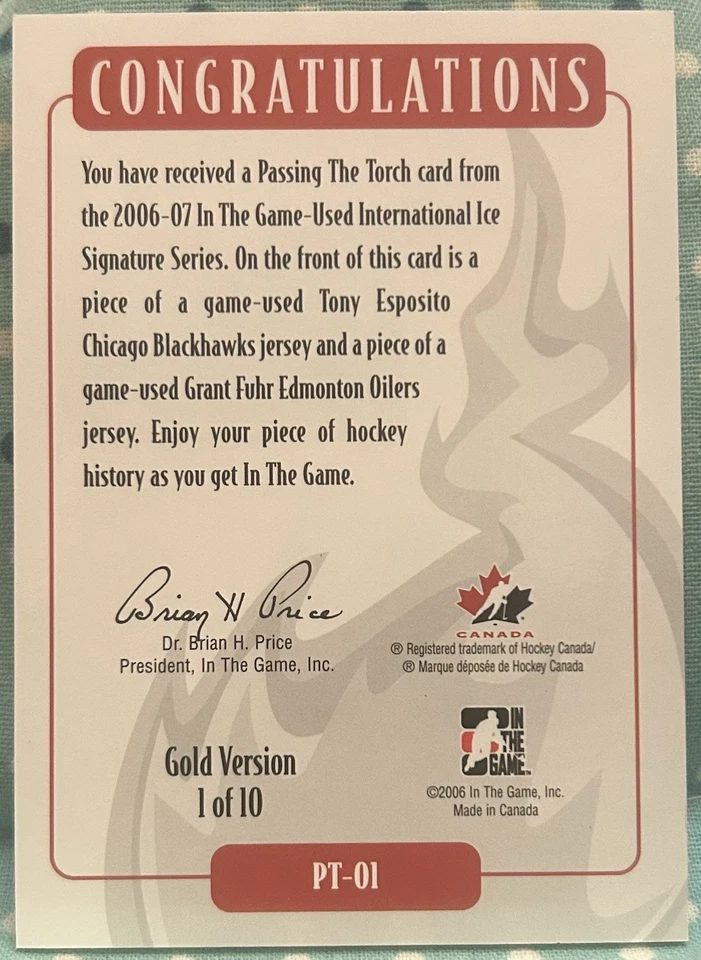 CONGRATULATIONS
You have received a Passing The Torch card from
the 2006-07 In The Game-Used International Ice
Signature Series. On the front of this card is a
piece of a game-used Tony Esposito
Chicago Blackhawks jersey and a piece of a
game-used Grant Fuhr Edmonton Oilers
jersey. Enjoy your piece of hockey
history as you get In The Game.
Brian H Price
Dr. Brian H. Price
President, In The Game, Inc.
CANADA
® Registered trademark of Hockey Canada/
® Marque déposée de Hockey Canada
Gold Version
1 of 10
IN
THE
GAME
©2006 In The Game, Inc.
Made in Canada
PT-01